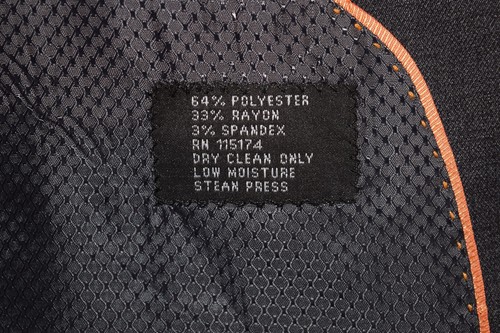 64% POLYESTER
33% RAYON
3% SPANDEX
RN 115174
DRY CLEAN ONLY
LOW MOISTURE
STEAN PRESS